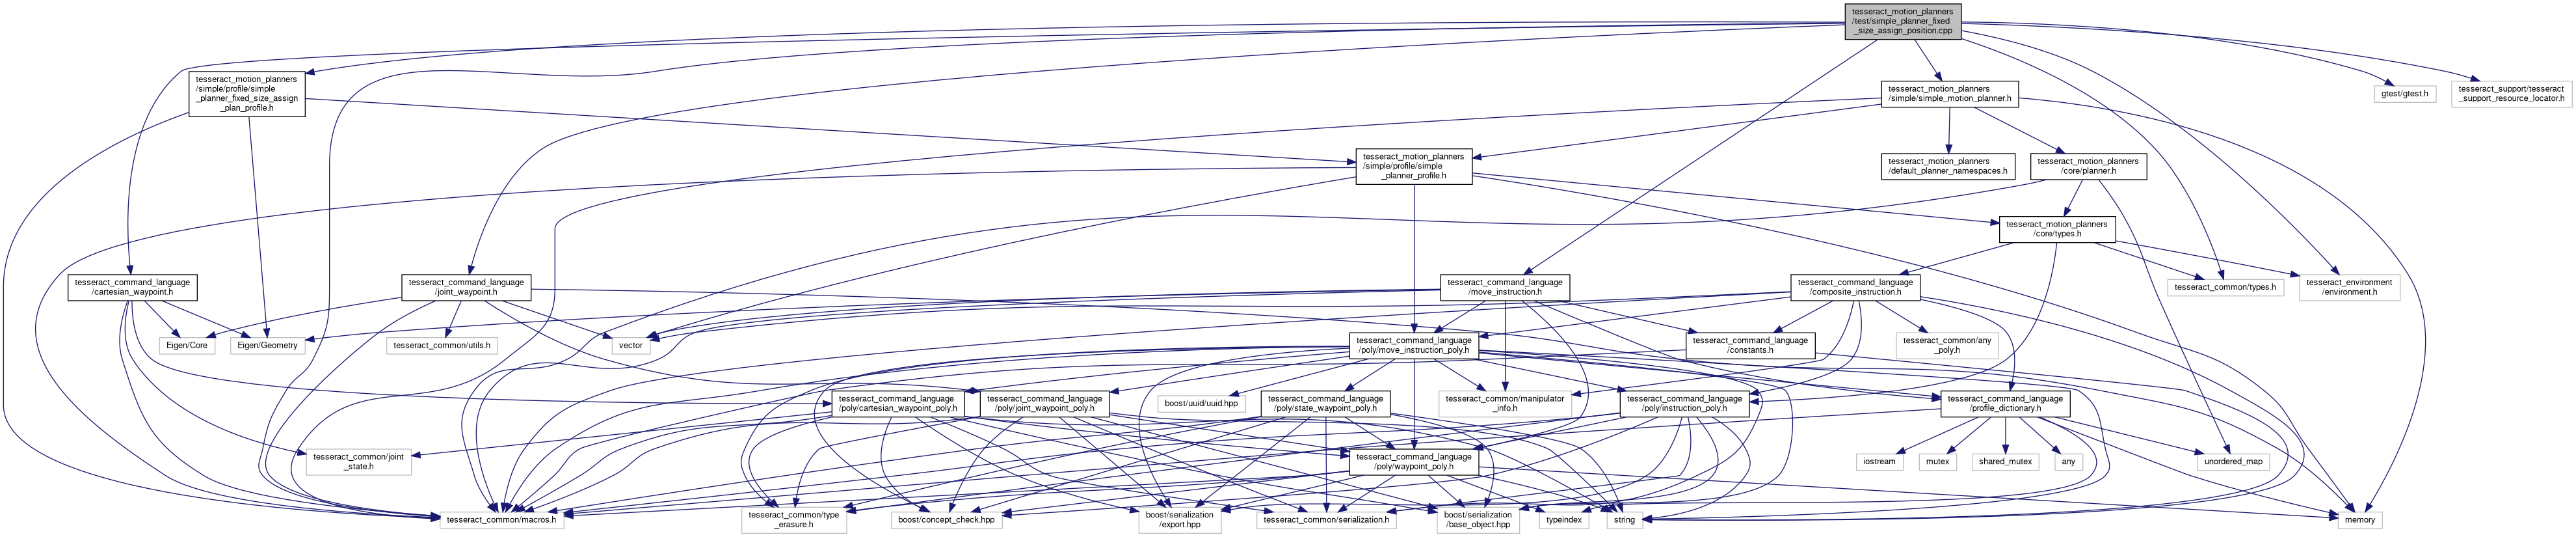 tesseract_motion_planners
/test/simple_planner_fixed
_size_assign_position.cpp
tesseract_motion_planners
/simple/profile/simple
_planner_fixed_size_assign
_plan_profile.h
tesseract_motion_planners
/simple/simple_motion_planner.h
gtest/gtest.h
tesseract_support/tesseract
_support_resource_locator.h
tesseract_motion_planners
/simple/profile/simple
_planner_profile.h
tesseract_motion_planners
/default_planner_namespaces.h
tesseract_motion_planners
/core/planner.h
tesseract_motion_planners
/core/types.h
tesseract_command_language
/cartesian_waypoint.h
tesseract_command_language
/joint_waypoint.h
tesseract_command_language
/move_instruction.h
tesseract_command_language
/composite_instruction.h
tesseract_common/types.h
tesseract_environment
/environment.h
Eigen/Core
Eigen/Geometry
tesseract_common/utils.h
vector
tesseract_command_language
/poly/move_instruction_poly.h
tesseract_command_language
/constants.h
tesseract_common/any
_poly.h
tesseract_command_language
/poly/cartesian_waypoint_poly.h
tesseract_command_language
/poly/joint_waypoint_poly.h
boost/uuid/uuid.hpp
tesseract_command_language
/poly/state_waypoint_poly.h
tesseract_common/manipulator
_info.h
tesseract_command_language
/poly/instruction_poly.h
tesseract_command_language
/profile_dictionary.h
tesseract_common/joint
_state.h
tesseract_command_language
/poly/waypoint_poly.h
iostream
mutex
shared_mutex
any
unordered_map
tesseract_common/macros.h
tesseract_common/type
_erasure.h
boost/concept_check.hpp
boost/serialization
/export.hpp
tesseract_common/serialization.h
boost/serialization
/base_object.hpp
typeindex
string
memory